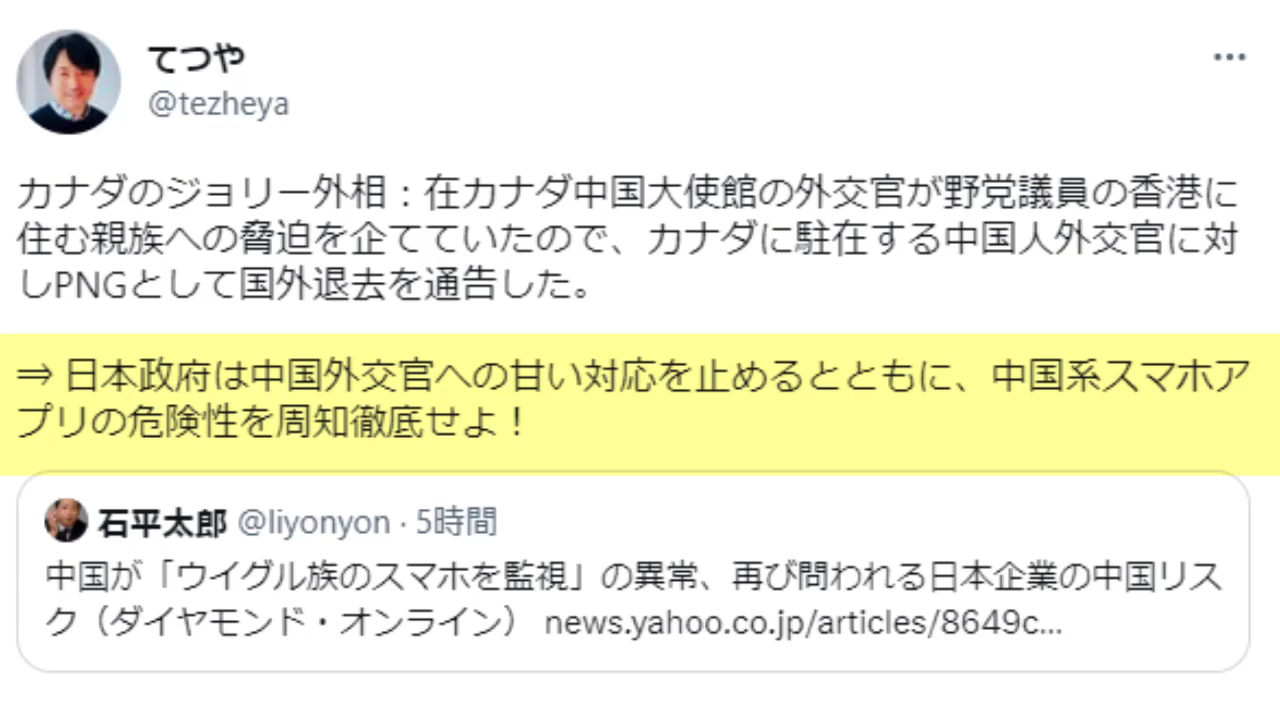 てつや
@tezheya
カナダのジョリー外相：在カナダ中国大使館の外交官が野党議員の香港に
住む親族への脅迫を企てていたので、カナダに駐在する中国人外交官に対
しPNGとして国外退去を通告した。
⇒ 日本政府は中国外交官への甘い対応を止めるとともに、中国系スマホア
プリの危険性を周知徹底せよ！
石平太郎 @liyonyon · 5時間
中国が「ウイグル族のスマホを監視」の異常、再び問われる日本企業の中国リス
ク（ダイヤモンド・オンライン） news.yahoo.co.jp/articles/8649c...